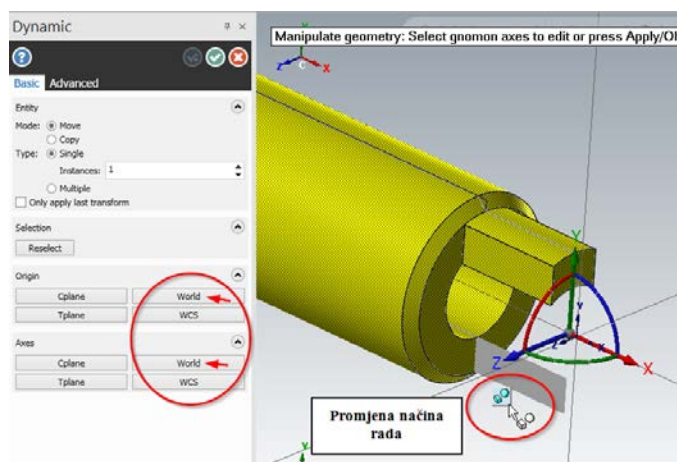 Dynamic
Manipulate geometry: Select gnomon axes to edit or press Apply/O
Basic Advanced
Entity
Mode: Move
Copy
Type: Single
Instances: 1
Multiple
Only apply last transform
Selection
Reselect
Origin
Cplane World
Tplane WCS
Axes
Cplane World
Tplane WCS
Y
Z C X
Y
Y
Z X
Z X
Promjena načina
rada
Y